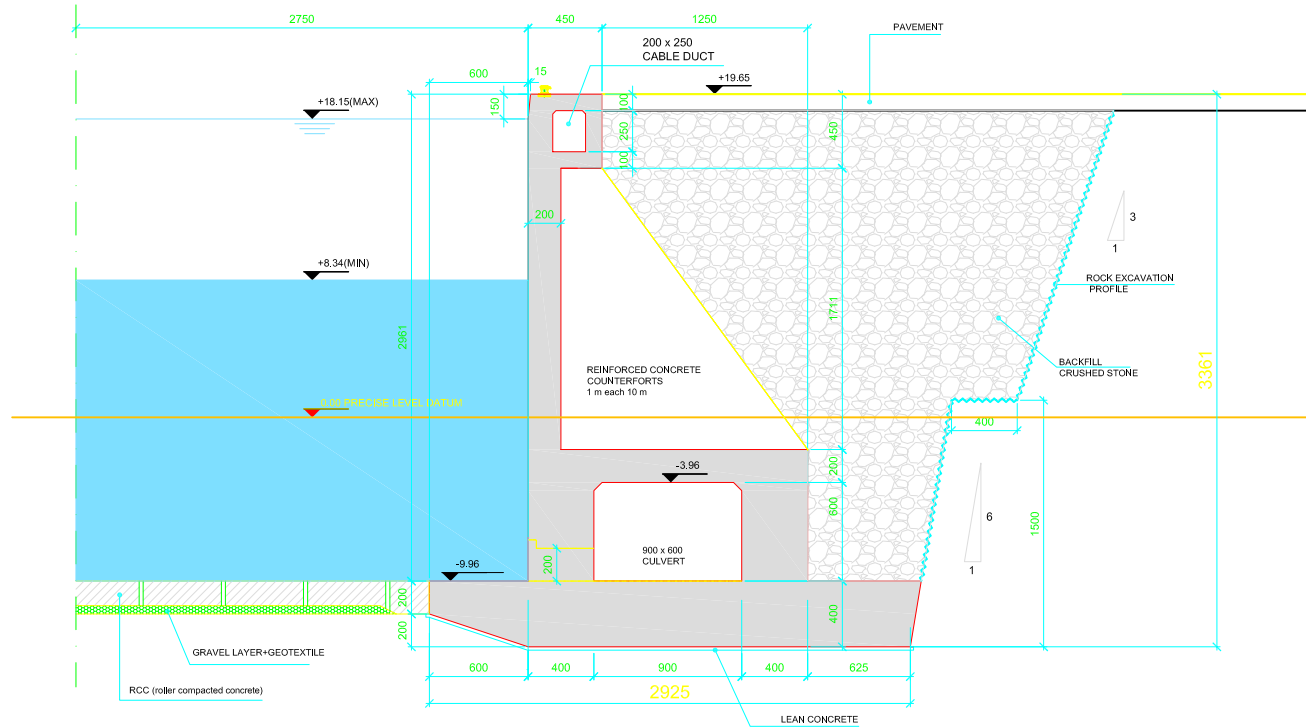 2750
450
1250
PAVEMENT
200 x 250
CABLE DUCT
600
15
+19.65
+18.15(MAX)
150
100
250
100
450
200
3
1
+8.34(MIN)
ROCK EXCAVATION
PROFILE
2961
1711
3361
REINFORCED CONCRETE
COUNTERFORTS
1 m each 10 m
BACKFILL
CRUSHED STONE
0.00 PRECISE LEVEL DATUM
400
-3.96
200
600
6
1
1500
900 x 600
CULVERT
200
-9.96
200
200
400
GRAVEL LAYER+GEOTEXTILE
600
400
900
400
625
RCC (roller compacted concrete)
2925
LEAN CONCRETE